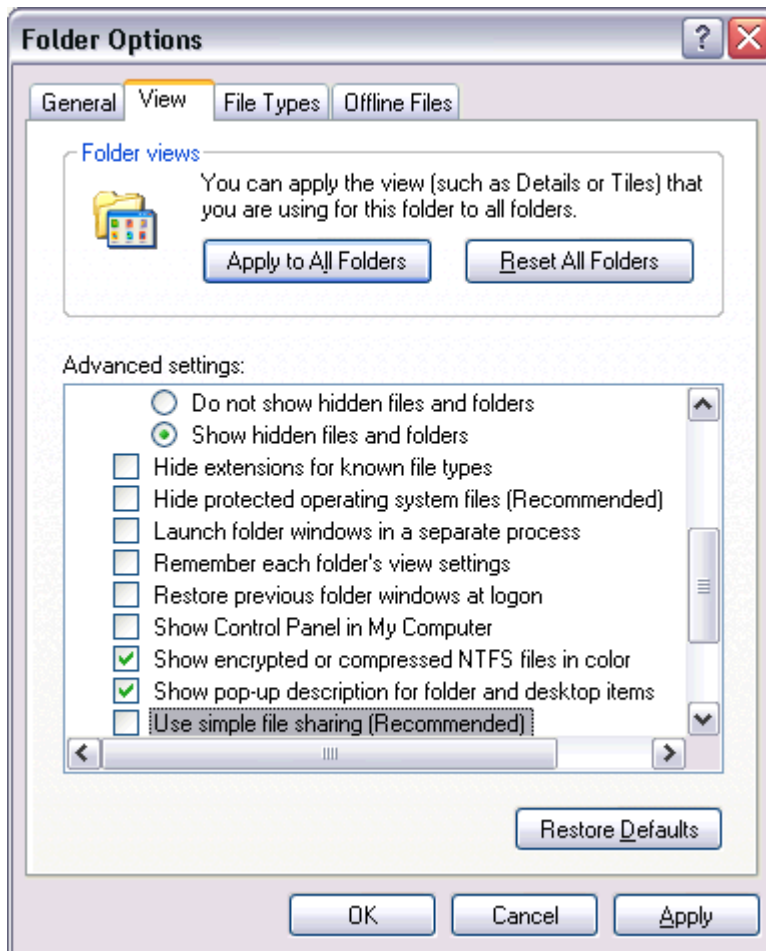 Folder Options
General View File Types Offline Files
Folder views
You can apply the view (such as Details or Tiles) that
you are using for this folder to all folders.
Apply to All Folders Reset All Folders
Advanced settings:
Do not show hidden files and folders
Show hidden files and folders
Hide extensions for known file types
Hide protected operating system files (Recommended)
Launch folder windows in a separate process
Remember each folder's view settings
Restore previous folder windows at logon
Show Control Panel in My Computer
Show encrypted or compressed NTFS files in color
Show pop-up description for folder and desktop items
Use simple file sharing (Recommended)
Restore Defaults
OK Cancel Apply